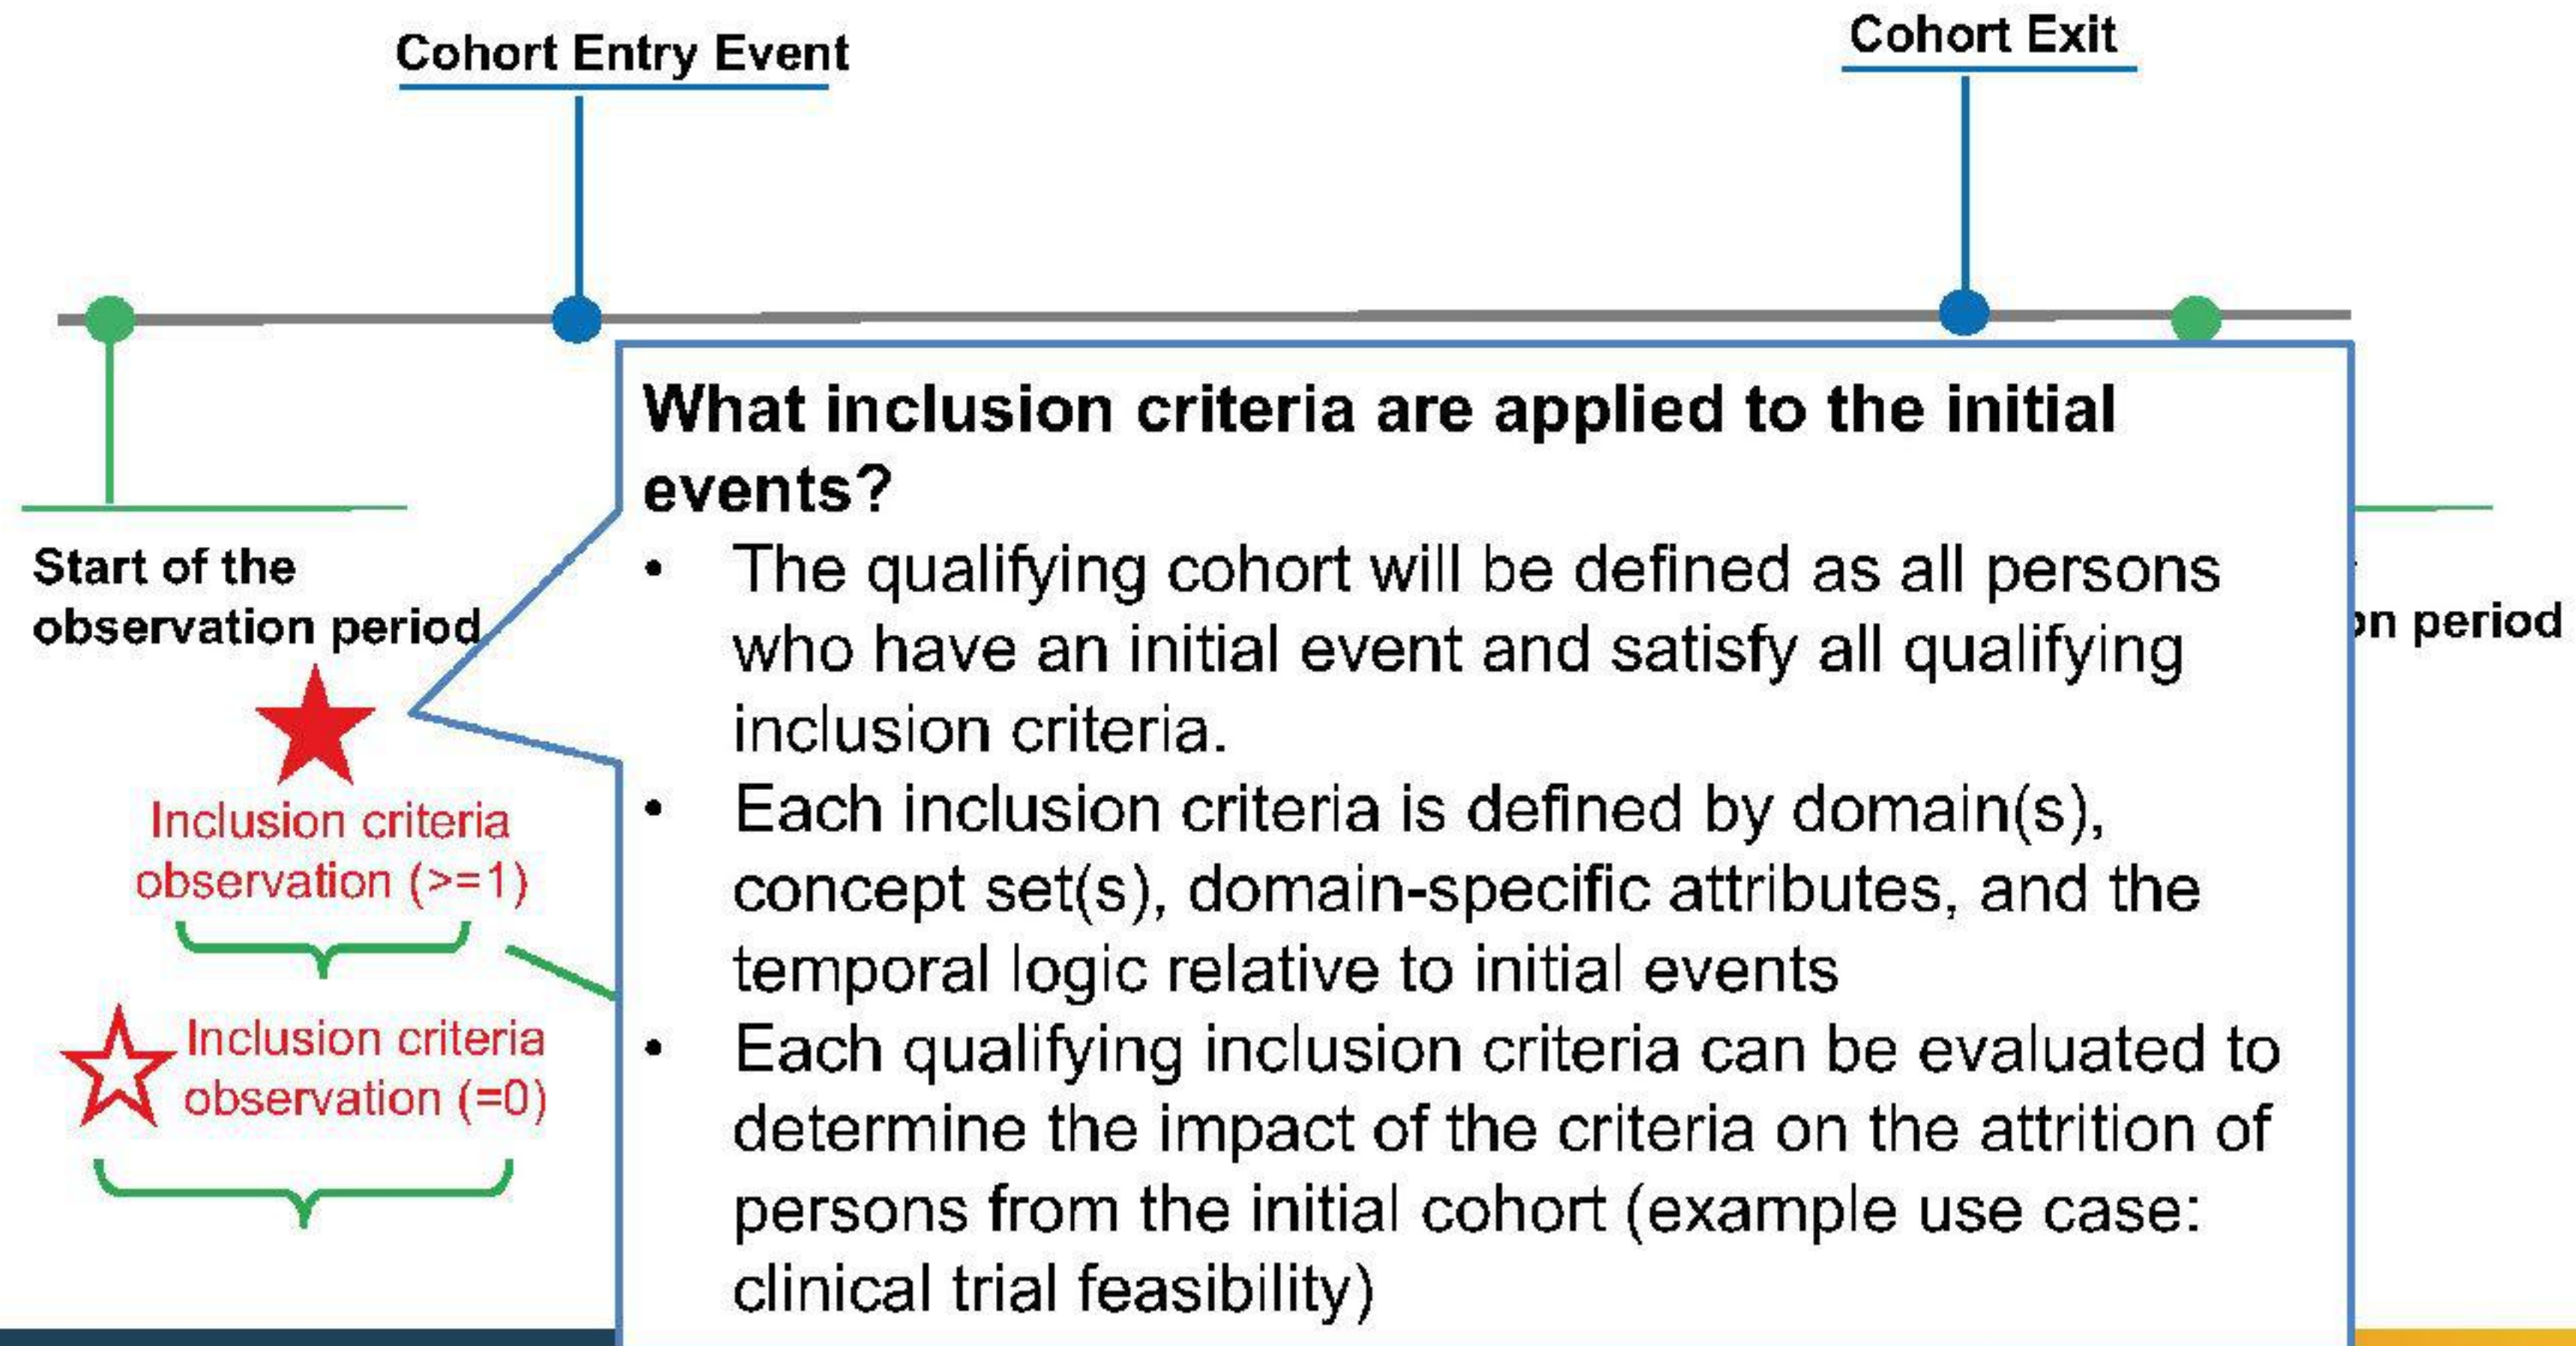 Cohort Entry Event
Cohort Exit
What inclusion criteria are applied to the initial
events?
• The qualifying cohort will be defined as all persons
who have an initial event and satisfy all qualifying
inclusion criteria.
• Each inclusion criteria is defined by domain(s),
concept set(s), domain-specific attributes, and the
temporal logic relative to initial events
• Each qualifying inclusion criteria can be evaluated to
determine the impact of the criteria on the attrition of
persons from the initial cohort (example use case:
clinical trial feasibility)
Start of the
observation period
Inclusion criteria
observation (>=1)
Inclusion criteria
observation (=0)
on period